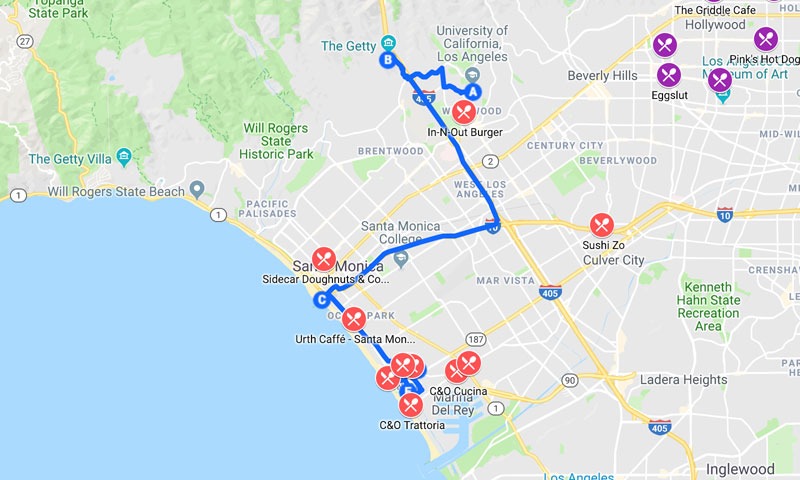 Topanga
State Park
27
The Getty
B
University of
California,
Los Angeles
The Griddle Cafe
Hollywood
Pink's Hot Dog
Los Angeles Co
Museum of Art
Beverly Hills
Eggslut
A
405
WESTWOOD
In-N-Out Burger
Will Rogers
State
Historic Park
BRENTWOOD
CENTURY CITY
MID-WI
2
BEVERLYWOOD
The Getty Villa
1
Will Rogers State Beach
1
PACIFIC
PALISADES
WEST LOS
ANGELES
10
Santa Monica
College
10
Sushi Zo
Culver City
CRENSHAW
Santa Monica
Sidecar Doughnuts & Co...
MAR VISTA
405
Kenneth
Hahn State
Recreation
Area
C
OCEAN PARK
Urth Caffé - Santa Mon...
187
C&O Cucina
90
Ladera Heights
E
Marina
Del Rey
1
C&O Trattoria
405
Inglewood
Los Angeles